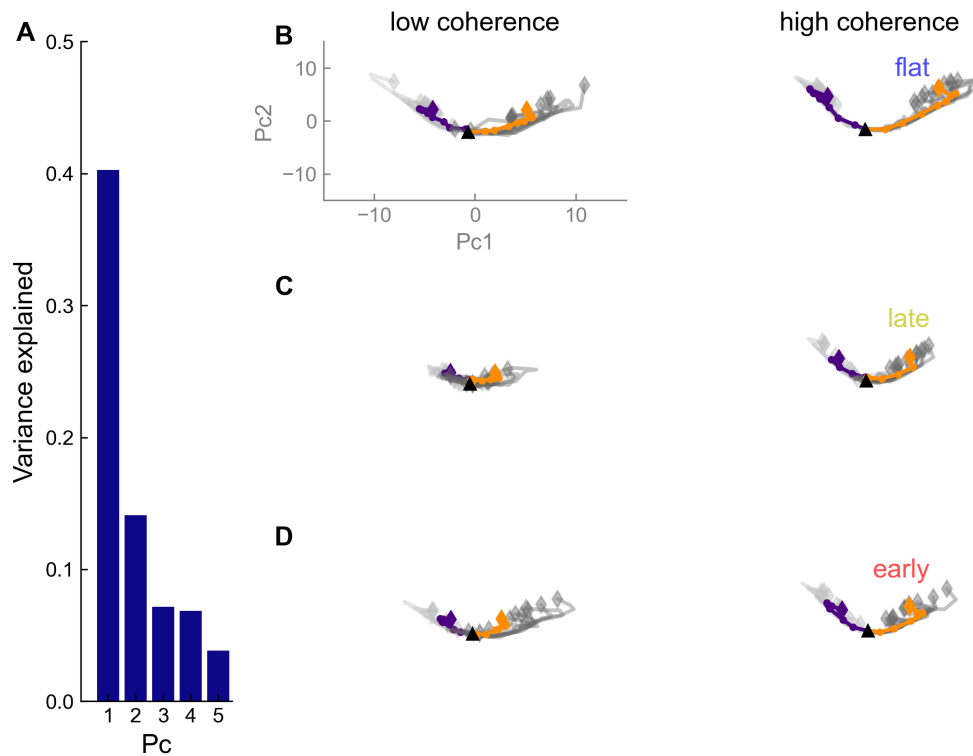 A
0.5
0.4
0.3
0.2
0.1
0.0
Variance explained
1 2 3 4 5
Pc
low coherence
high coherence
B
10
0
−10
Pc2
−10 0 10
Pc1
flat
C
late
D
early